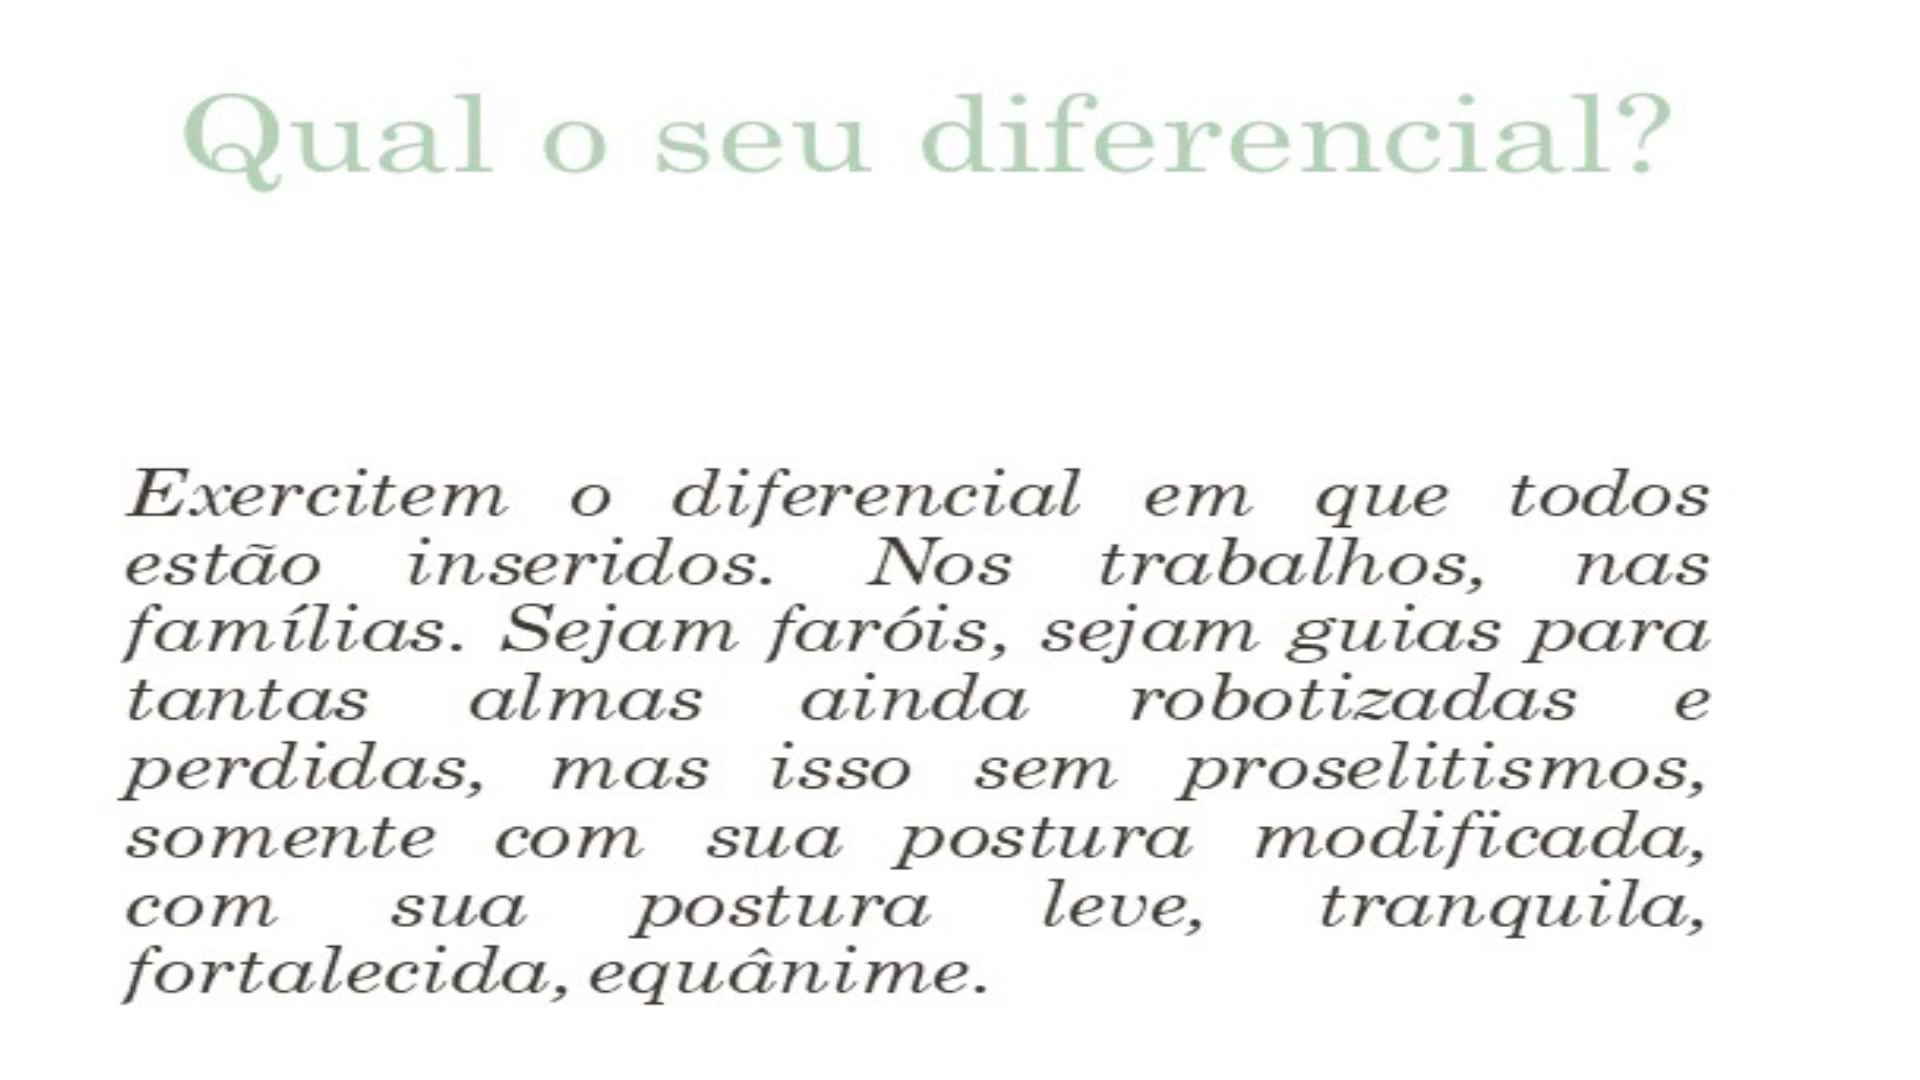 Qual o seu diferencial?
Exercitem o diferencial em que todos
estão inseridos. Nos trabalhos, nas
famílias. Sejam faróis, sejam guias para
tantas almas ainda robotizadas e
perdidas, mas isso sem proselitismos,
somente com sua postura modificada,
com sua postura leve, tranquila,
fortalecida, equânime.